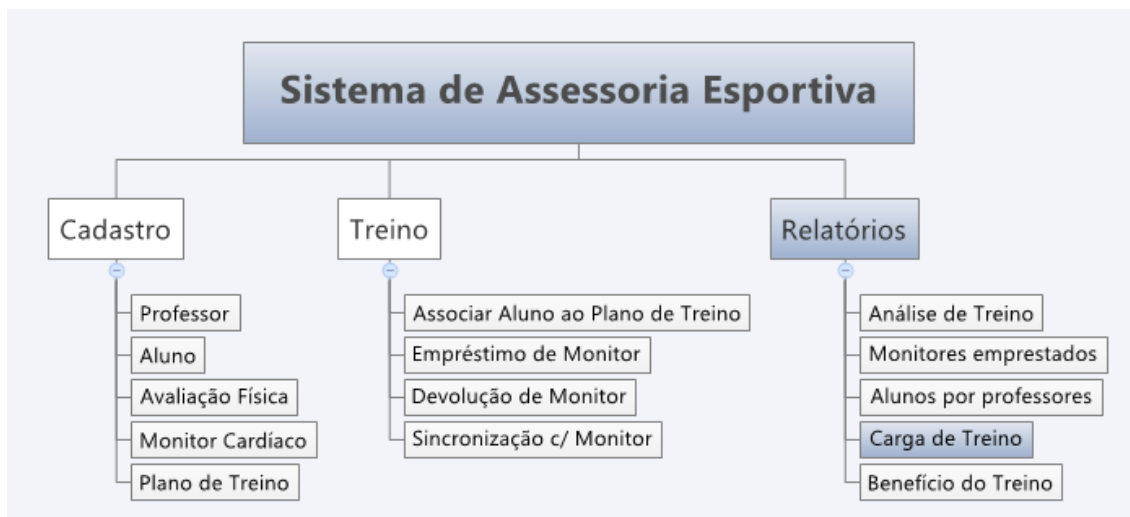 Sistema de Assessoria Esportiva
Cadastro
Professor
Aluno
Avaliação Física
Monitor Cardíaco
Plano de Treino
Treino
Associar Aluno ao Plano de Treino
Empréstimo de Monitor
Devolução de Monitor
Sincronização c/ Monitor
Relatórios
Análise de Treino
Monitores emprestados
Alunos por professores
Carga de Treino
Benefício do Treino